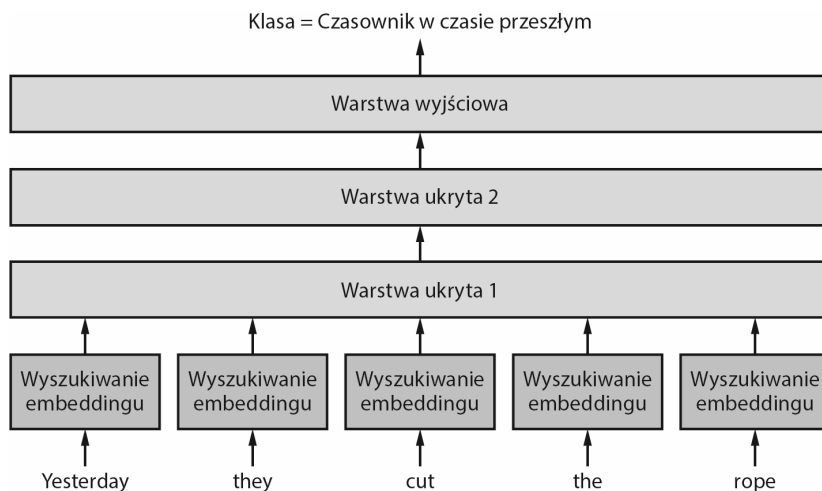 Klasa = Czasownik w czasie przeszłym
Warstwa wyjściowa
Warstwa ukryta 2
Warstwa ukryta 1
Wyszukiwanie embeddingu
Wyszukiwanie embeddingu
Wyszukiwanie embeddingu
Wyszukiwanie embeddingu
Wyszukiwanie embeddingu
Yesterday they cut the rope